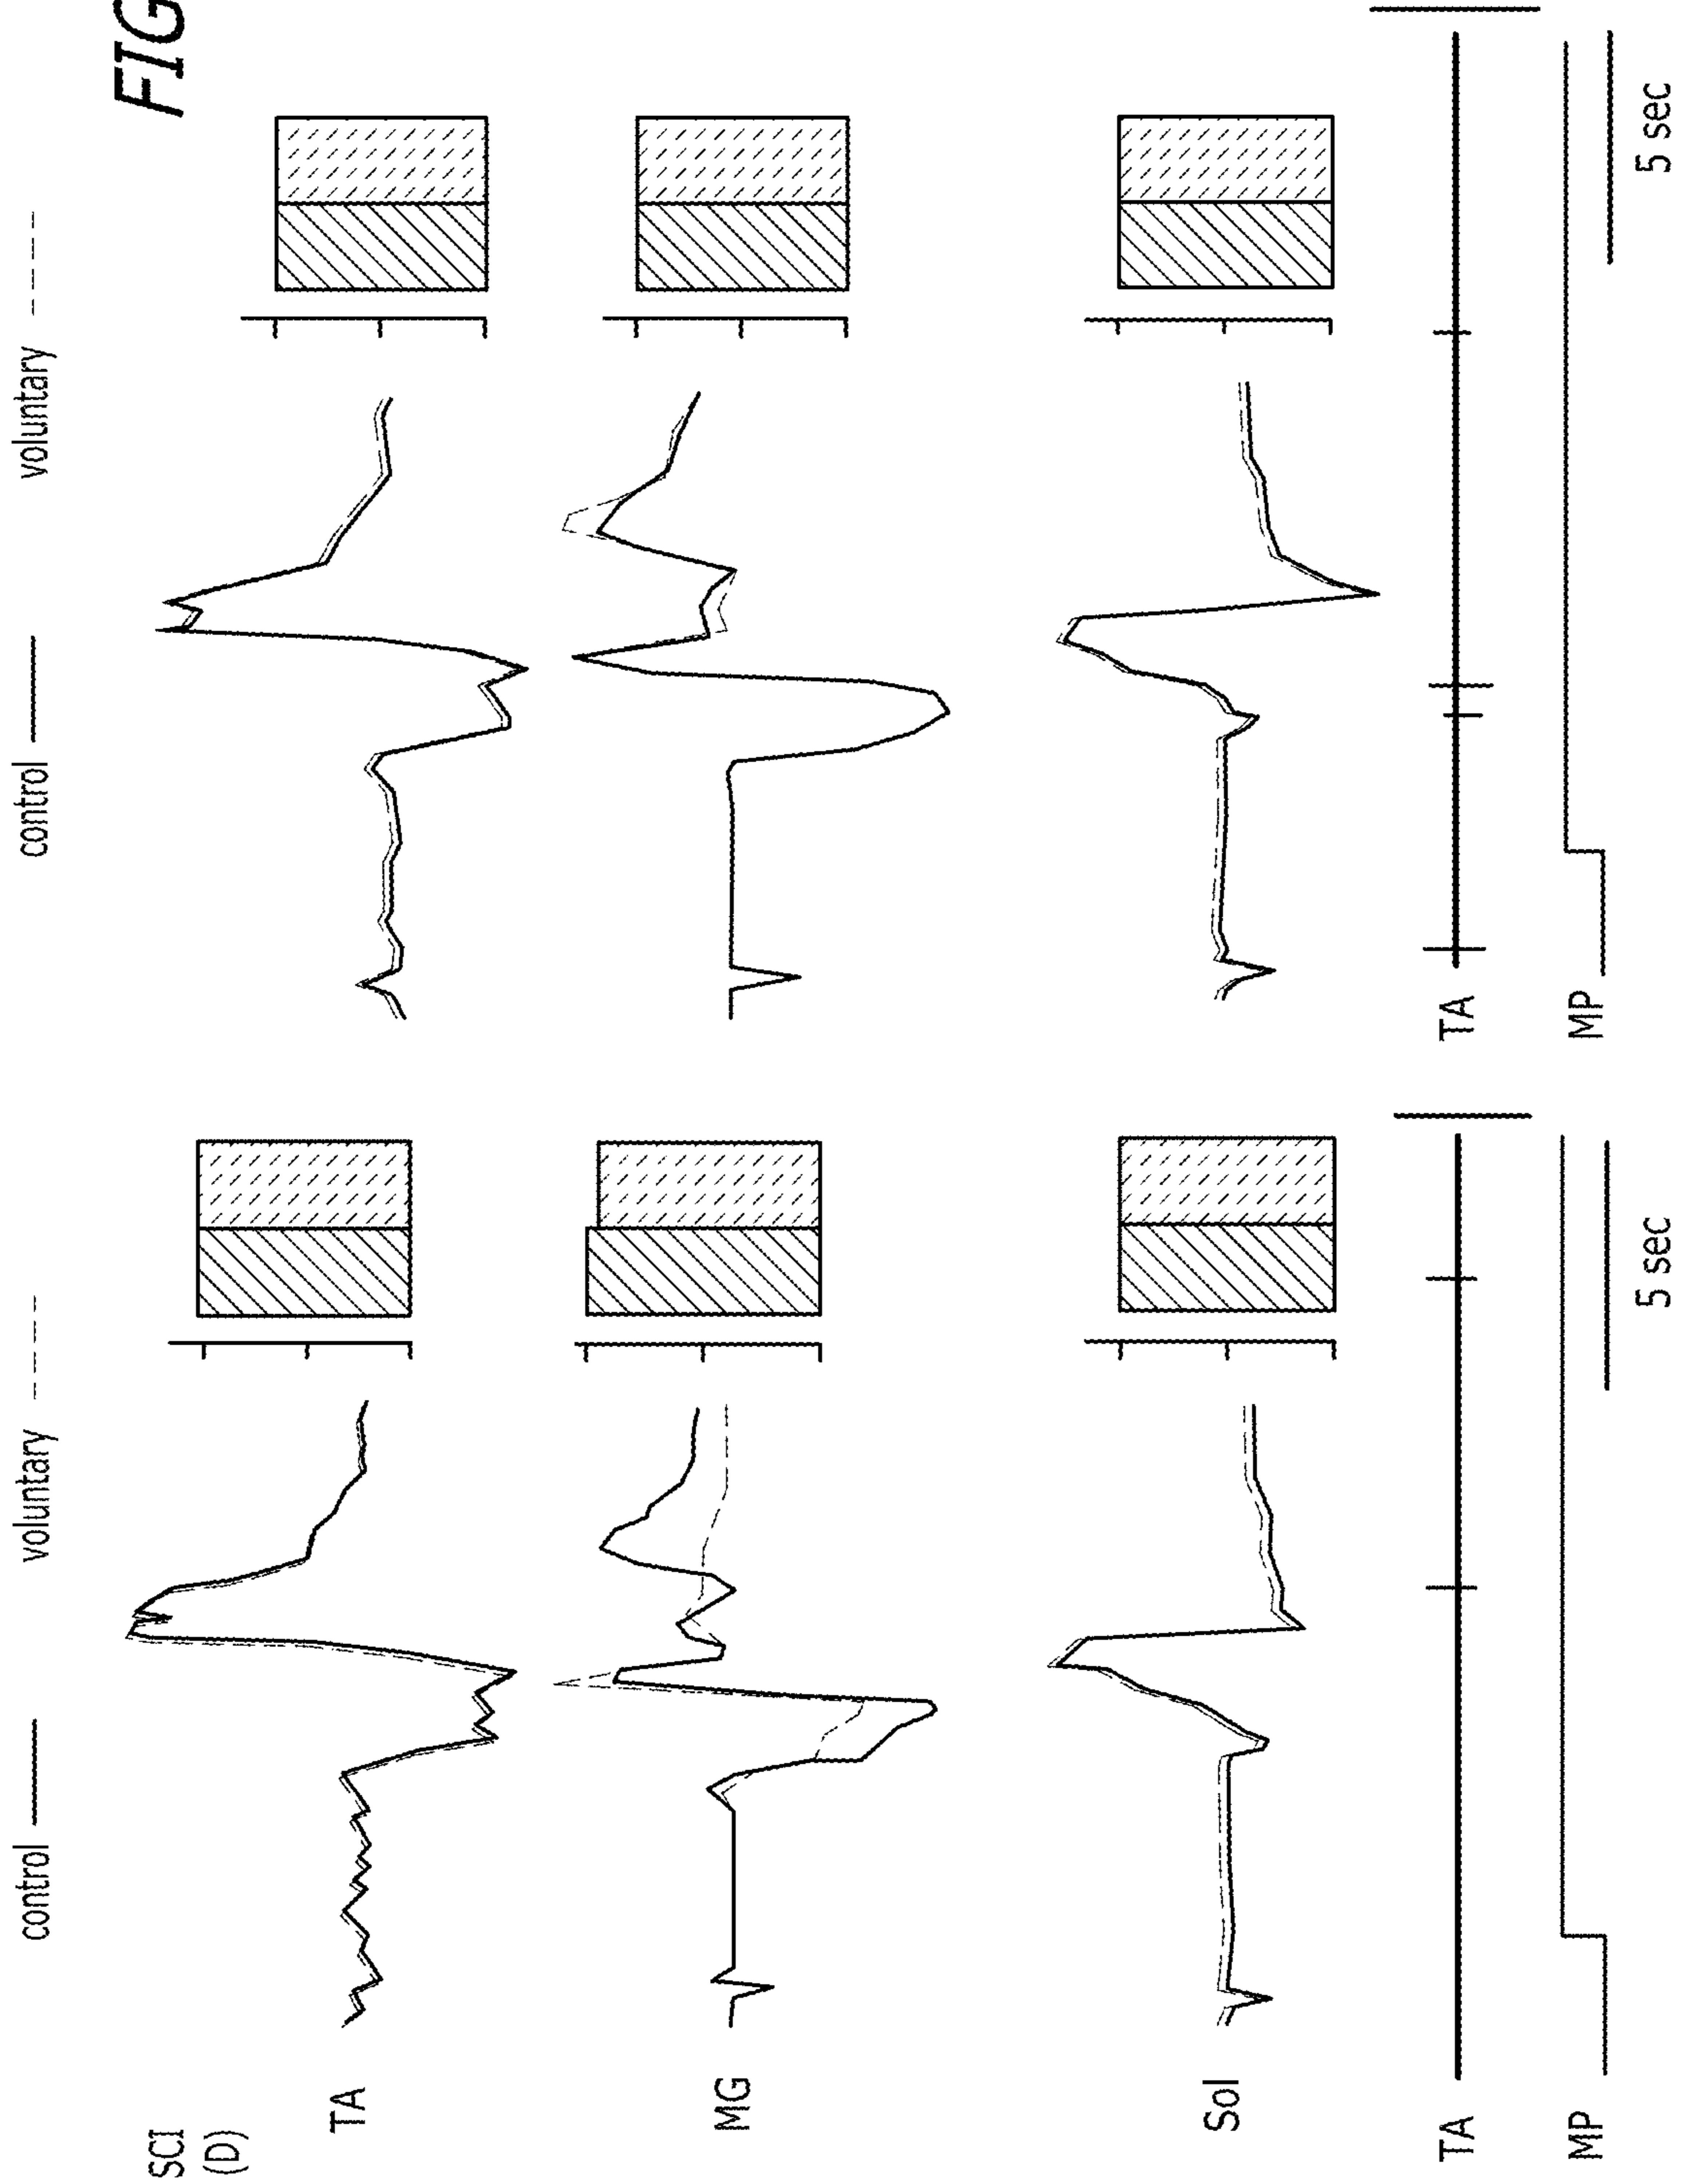 FIG
control voluntary
control voluntary
SCI
(D)
TA
MG
Sol
TA
TA
MP
MP
5 sec
5 sec